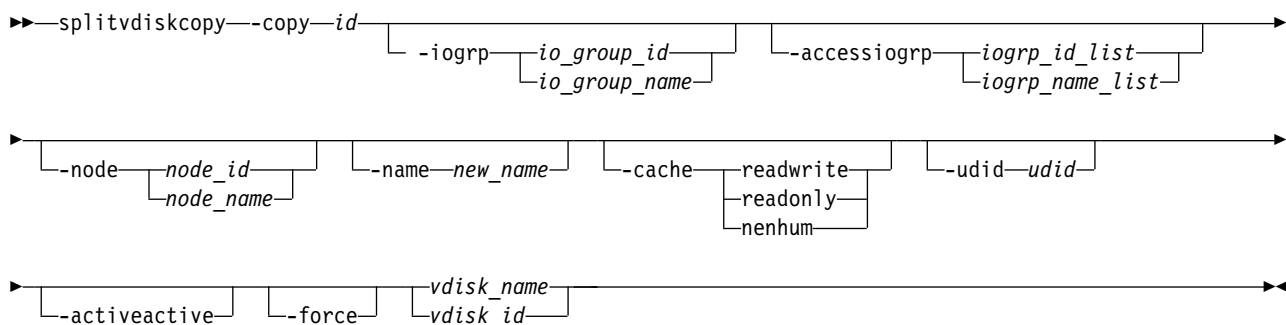 splitvdiskcopy -copy id -iogrp io_group_id -accessiogrp iogrp_id_list
io_group_name iogrp_name_list
-node node_id -name new_name -cache readwrite -udid udid
node_name readonly
nenhum
-activeactive -force vdisk_name
vdisk_id